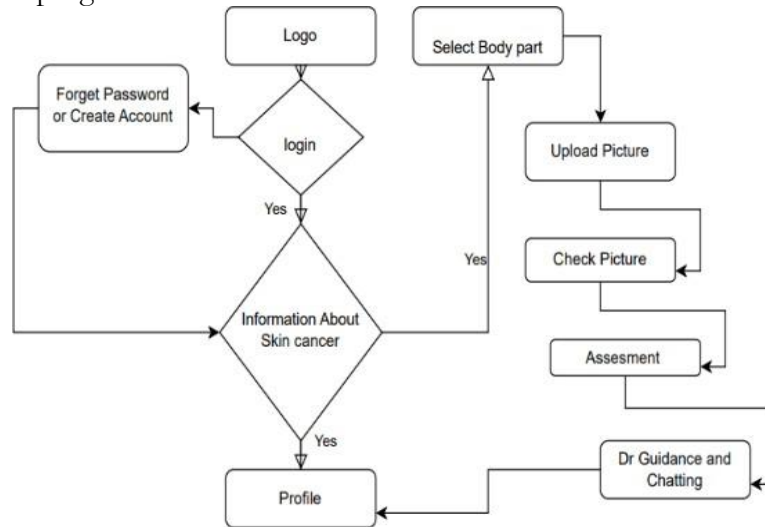 Logo
Select Body part
Forget Password
or Create Account
login
Upload Picture
Yes
Yes
Check Picture
Information About
Skin cancer
Assesment
Yes
Dr Guidance and
Chatting
Profile